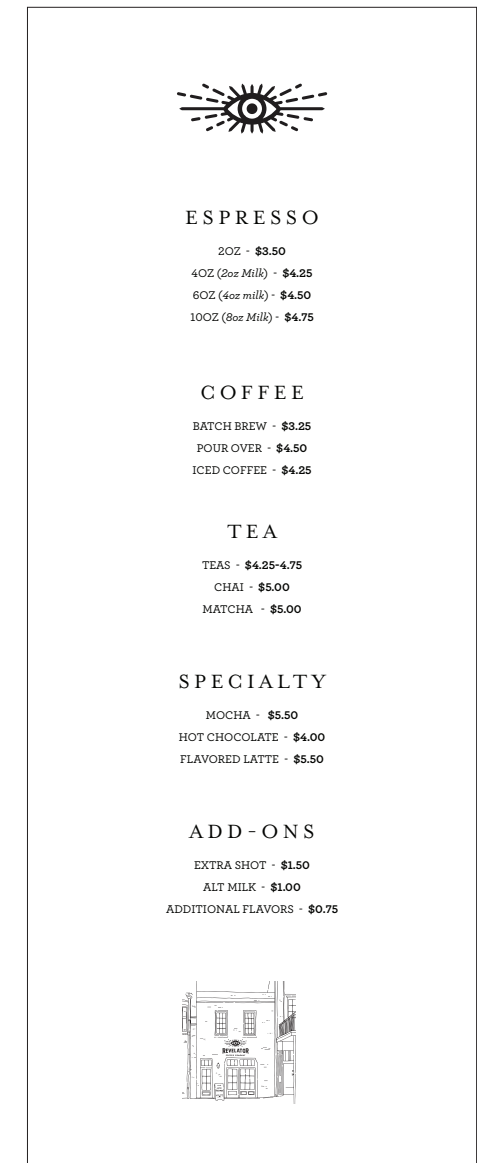 ESPRESSO
2OZ - $3.50
4OZ (2oz Milk) - $4.25
6OZ (4oz milk) - $4.50
10OZ (8oz Milk) - $4.75
COFFEE
BATCH BREW - $3.25
POUR OVER - $4.50
ICED COFFEE - $4.25
TEA
TEAS - $4.25-4.75
CHAI - $5.00
MATCHA - $5.00
SPECIALTY
MOCHA - $5.50
HOT CHOCOLATE - $4.00
FLAVORED LATTE - $5.50
ADD-ONS
EXTRA SHOT - $1.50
ALT MILK - $1.00
ADDITIONAL FLAVORS - $0.75
REVELATOR